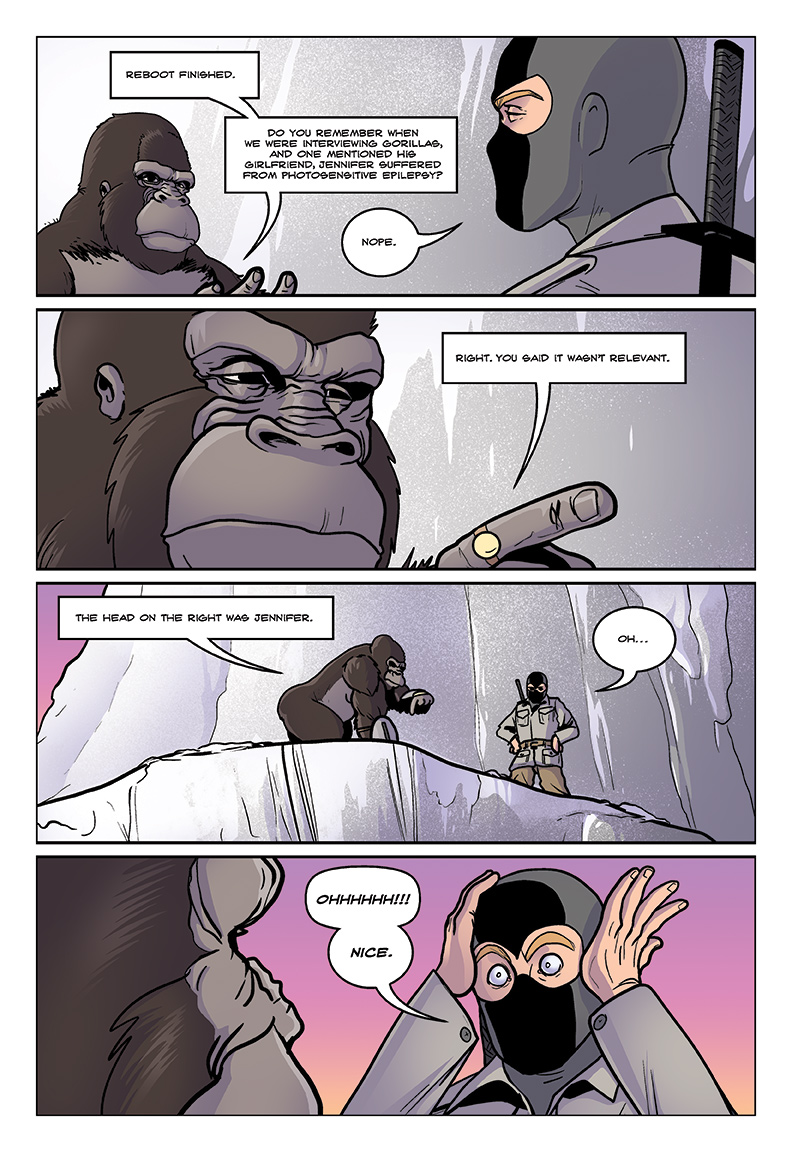 REBOOT FINISHED.
DO YOU REMEMBER WHEN
WE WERE INTERVIEWING GORILLAS,
AND ONE MENTIONED HIS
GIRLFRIEND, JENNIFER SUFFERED
FROM PHOTOSENSITIVE EPILEPSY?
NOPE.
RIGHT. YOU SAID IT WASN'T RELEVANT.
THE HEAD ON THE RIGHT WAS JENNIFER.
OH...
OHHHHHH!!!
NICE.